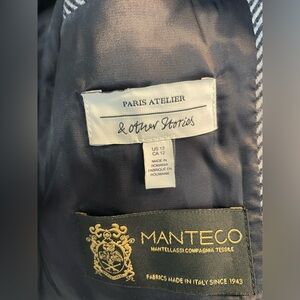 PARIS ATELIER
& other Stories
US 12
CA 12
MADE IN
ROMANIA
FABRIQUE EN
ROUMANIE
MANTECO
MANTELLASSI COMPAGNIA TESSILE
FABRICS MADE IN ITALY SINCE 1943